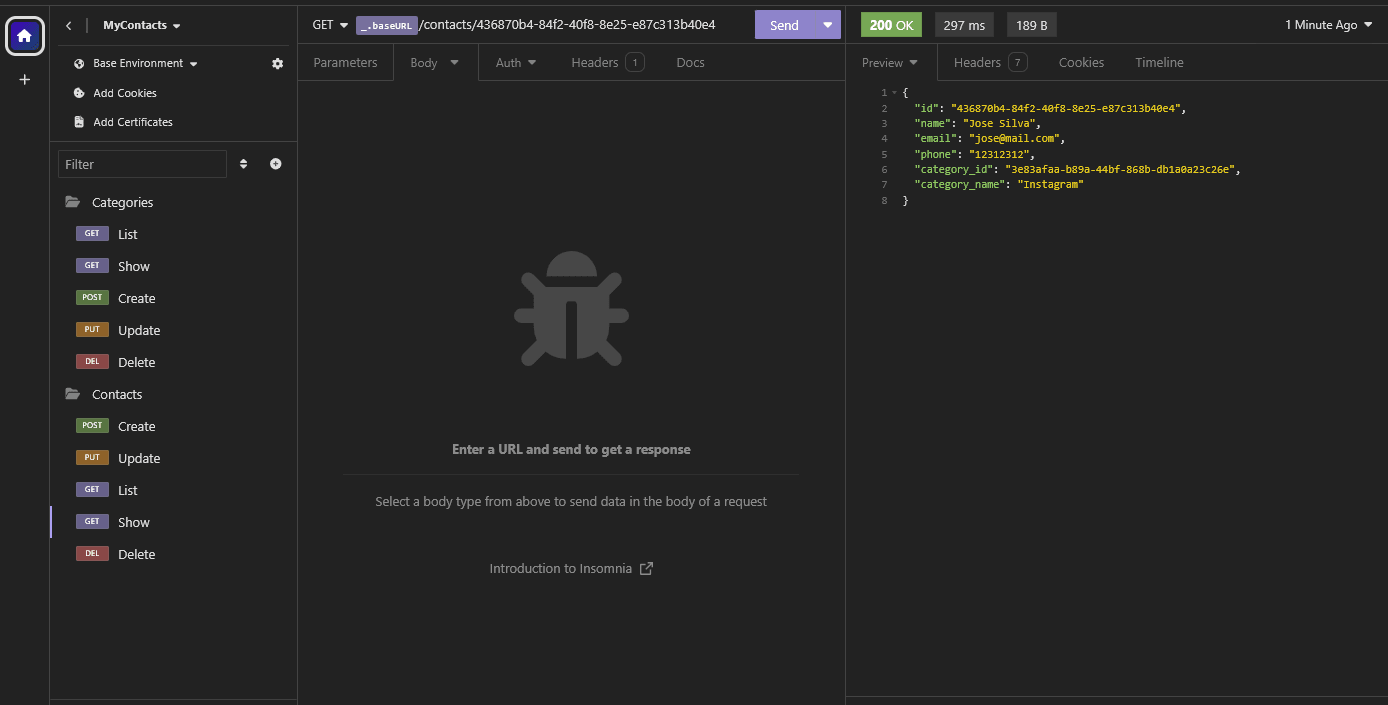 MyContacts
Base Environment
Add Cookies
Add Certificates
Filter
Categories
GET List
GET Show
POST Create
PUT Update
DEL Delete
Contacts
POST Create
PUT Update
GET List
GET Show
DEL Delete
GET _.baseURL /contacts/436870b4-84f2-40f8-8e25-e87c313b40e4 Send
Parameters Body Auth Headers 1 Docs
Enter a URL and send to get a response
Select a body type from above to send data in the body of a request
Introduction to Insomnia
200 OK 297 ms 189 B 1 Minute Ago
Preview Headers 7 Cookies Timeline
1 {
2 "id": "436870b4-84f2-40f8-8e25-e87c313b40e4",
3 "name": "Jose Silva",
4 "email": "jose@mail.com",
5 "phone": "12312312",
6 "category_id": "3e83afaa-b89a-44bf-868b-db1a0a23c26e",
7 "category_name": "Instagram"
8 }